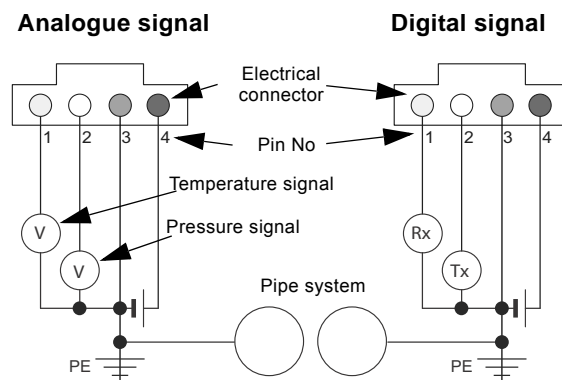 Analogue signal
Digital signal
Electrical
connector
1 2 3 4
Pin No
1 2 3 4
Temperature signal
V
Rx
Pressure signal
V
Tx
Pipe system
PE
PE